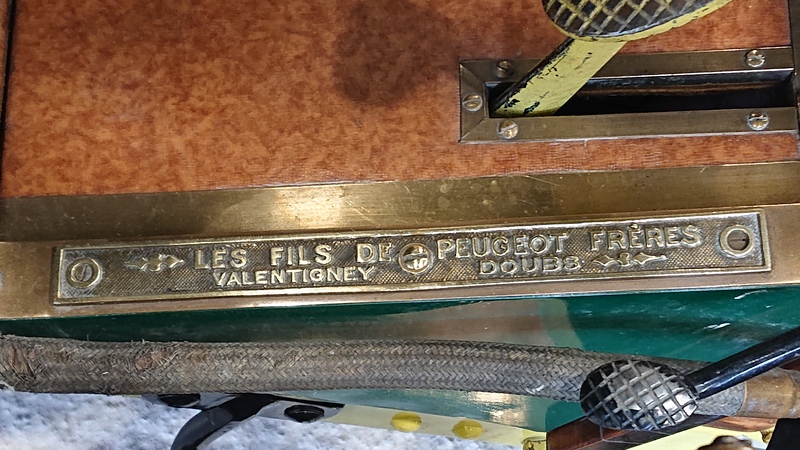 LES FILS DE PEUGEOT FRÈRES
VALENTIGNEY DOUBS